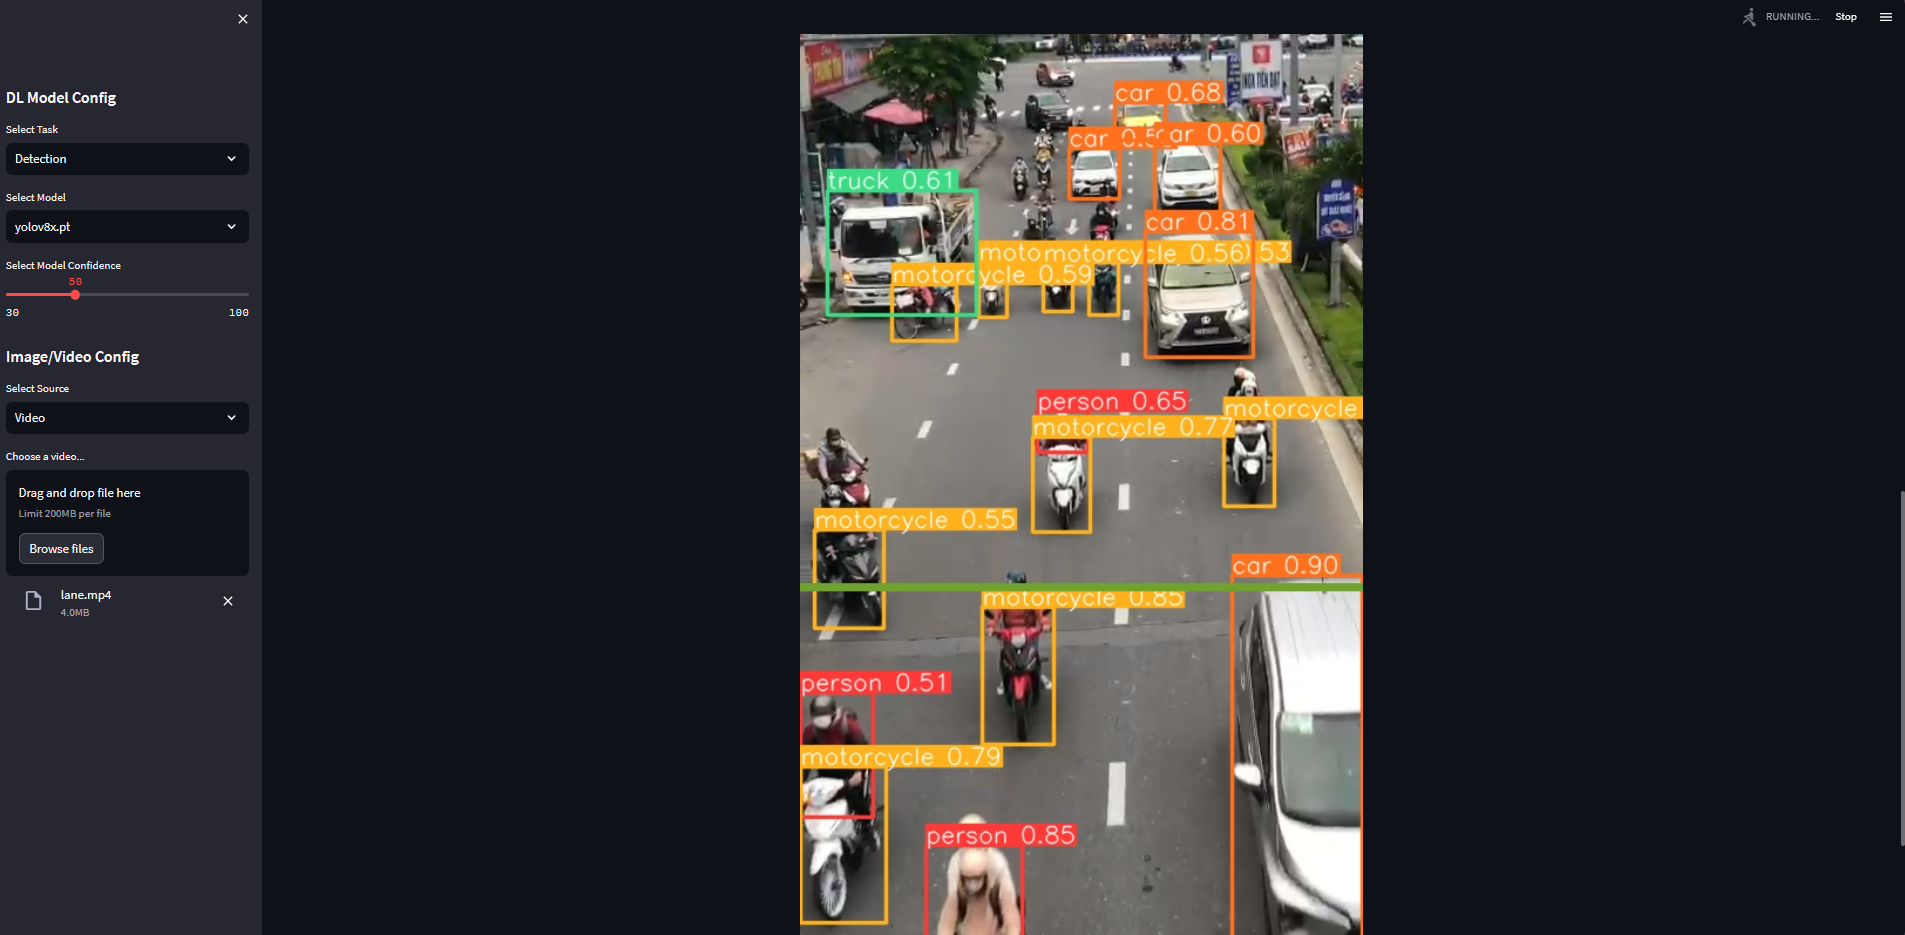 RUNNING...
Stop
DL Model Config
Select Task
Detection
Select Model
yolov8x.pt
Select Model Confidence
50
30
100
Image/Video Config
Select Source
Video
Choose a video...
Drag and drop file here
Limit 200MB per file
Browse files
lane.mp4
4.0MB
car 0.68
car 0.5
car 0.60
truck 0.61
car 0.81
moto
motorcycle 0.56
.53
motorcycle 0.59
person 0.65
motorcycle
motorcycle 0.77
motorcycle 0.55
car 0.90
motorcycle 0.85
person 0.51
motorcycle 0.79
person 0.85